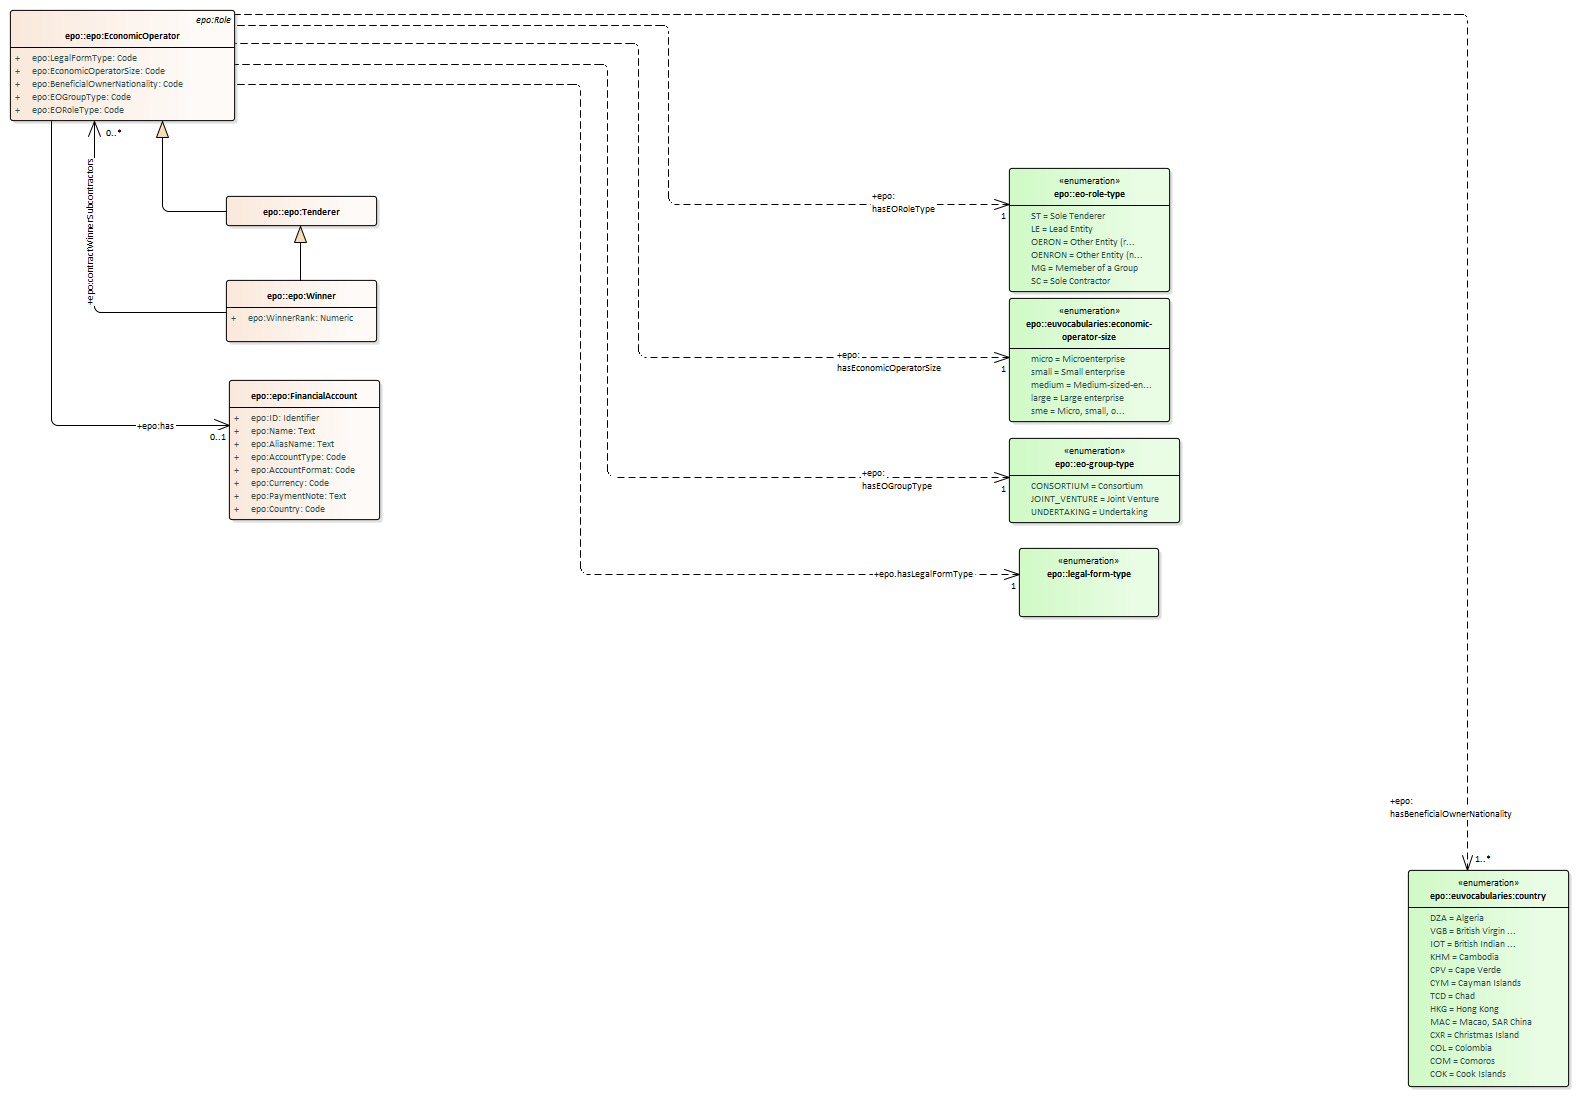 epo:Role
epo::epo:EconomicOperator
+ epo:LegalFormType: Code
+ epo:EconomicOperatorSize: Code
+ epo:BeneficialOwnerNationality: Code
+ epo:EOGroupType: Code
+ epo:EORoleType: Code
0..*
+epo:contractWinnerSubcontractors
epo::epo:Tenderer
epo::epo:Winner
+ epo:WinnerRank: Numeric
+epo:has
0..1
epo::epo:FinancialAccount
+ epo:ID: Identifier
+ epo:Name: Text
+ epo:AliasName: Text
+ epo:AccountType: Code
+ epo:AccountFormat: Code
+ epo:Currency: Code
+ epo:PaymentNote: Text
+ epo:Country: Code
+epo:
hasEORoleType
1
«enumeration»
epo::eo-role-type
ST = Sole Tenderer
LE = Lead Entity
OERON = Other Entity (r...
OENRON = Other Entity (n...
MG = Memeber of a Group
SC = Sole Contractor
+epo:
hasEconomicOperatorSize
1
«enumeration»
epo::euvocabularies:economic-
operator-size
micro = Microenterprise
small = Small enterprise
medium = Medium-sized-en...
large = Large enterprise
sme = Micro, small, o...
+epo:
hasEOGroupType
1
«enumeration»
epo::eo-group-type
CONSORTIUM = Consortium
JOINT_VENTURE = Joint Venture
UNDERTAKING = Undertaking
+epo.hasLegalFormType
1
«enumeration»
epo::legal-form-type
+epo:
hasBeneficialOwnerNationality
1..*
«enumeration»
epo::euvocabularies:country
DZA = Algeria
VGB = British Virgin ...
IOT = British Indian ...
KHM = Cambodia
CPV = Cape Verde
CYM = Cayman Islands
TCD = Chad
HKG = Hong Kong
MAC = Macao, SAR China
CXR = Christmas Island
COL = Colombia
COM = Comoros
COK = Cook Islands